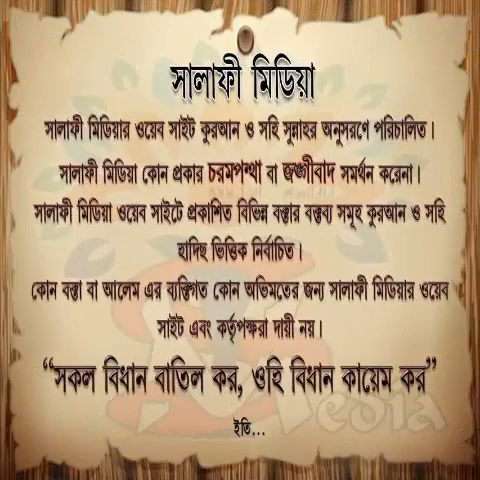 সালাফী মিডিয়া
সালাফী মিডিয়ার ওয়েব সাইট কুরআন ও সহি সুন্নাহর অনুসরণে পরিচালিত।
সালাফী মিডিয়া কোন প্রকার চরমপন্থা বা জঙ্গীবাদ সমর্থন করেনা।
সালাফী মিডিয়া ওয়েব সাইটে প্রকাশিত বিভিন্ন বক্তার বক্তব্য সমূহ কুরআন ও সহি
হাদিছ ভিত্তিক নির্বাচিত।
কোন বক্তা বা আলেম এর ব্যক্তিগত কোন অভিমতের জন্য সালাফী মিডিয়ার ওয়েব
সাইট এবং কর্তৃপক্ষরা দায়ী নয়।
“সকল বিধান বাতিল কর, ওহি বিধান কায়েম কর”
Media
ইতি...